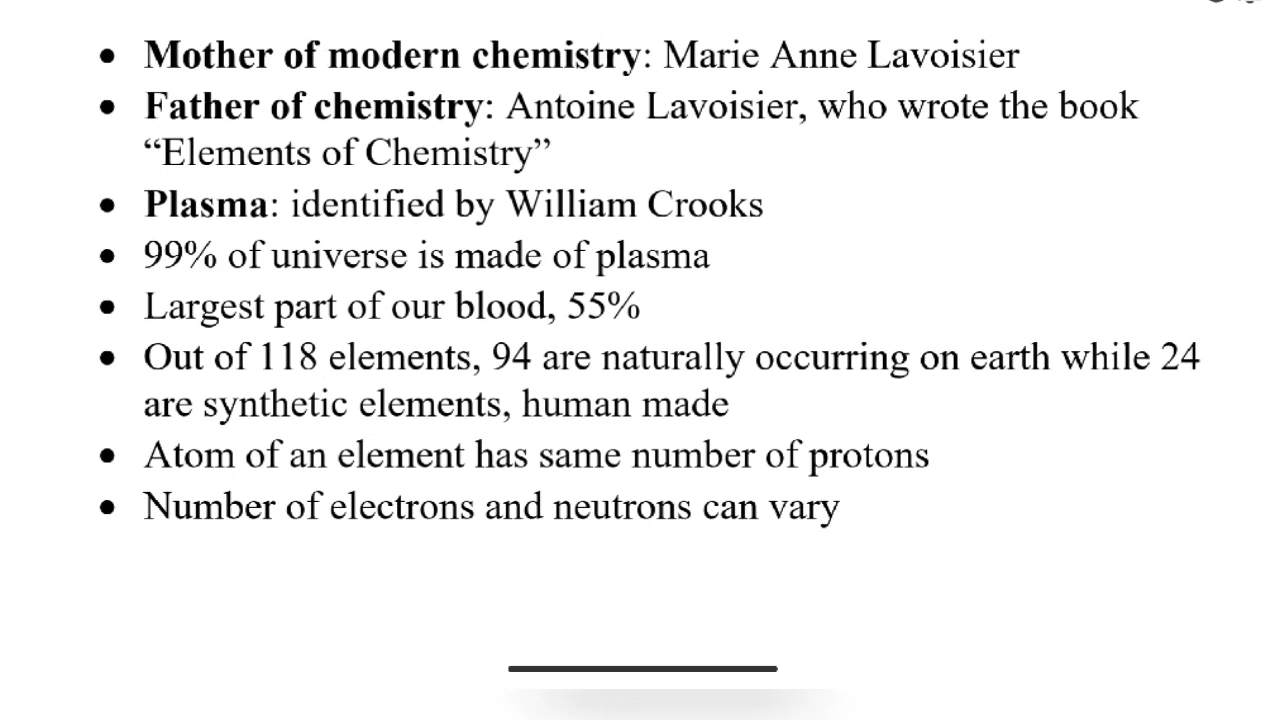 • Mother of modern chemistry: Marie Anne Lavoisier
• Father of chemistry: Antoine Lavoisier, who wrote the book
“Elements of Chemistry”
• Plasma: identified by William Crooks
• 99% of universe is made of plasma
• Largest part of our blood, 55%
• Out of 118 elements, 94 are naturally occurring on earth while 24
are synthetic elements, human made
• Atom of an element has same number of protons
• Number of electrons and neutrons can vary